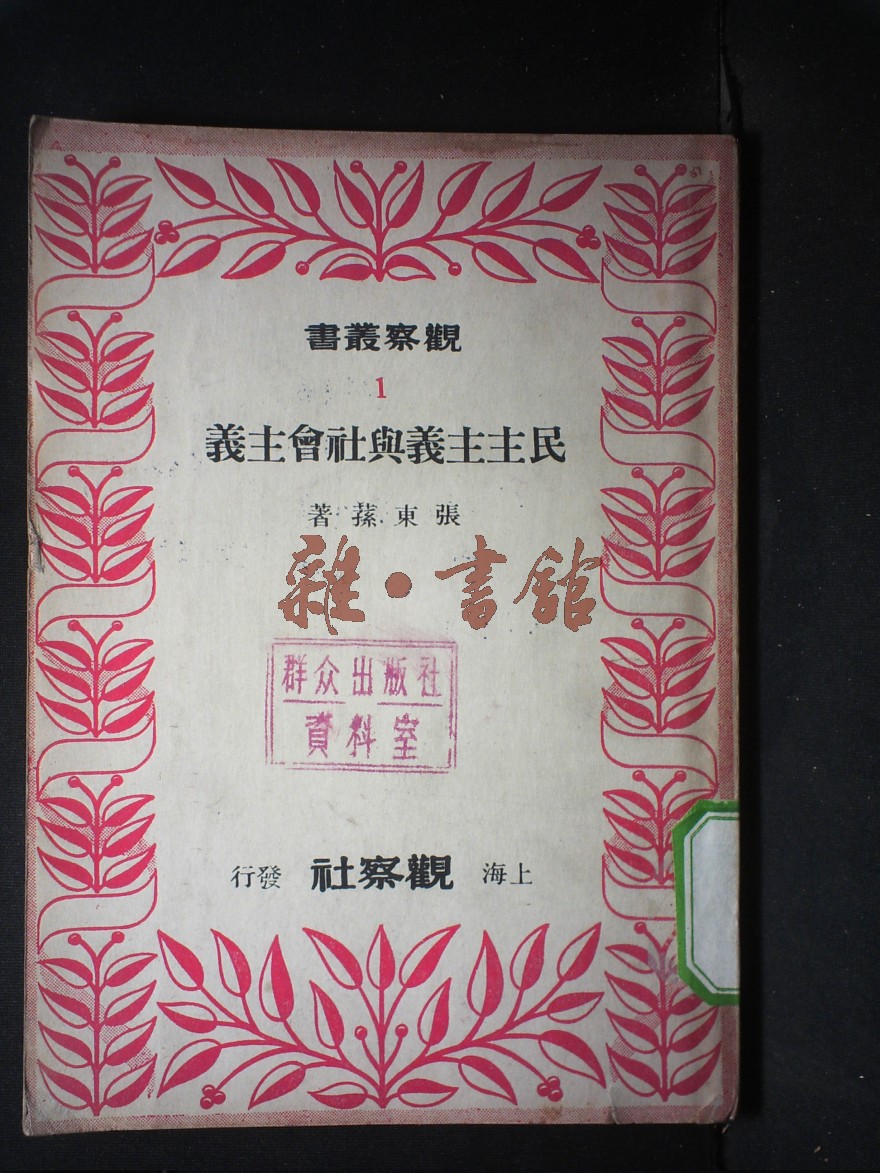 觀察叢書
1
民主主義與社會主義
張東蓀著
雜·書館
群众出版社
資料室
上海 觀察社 發行